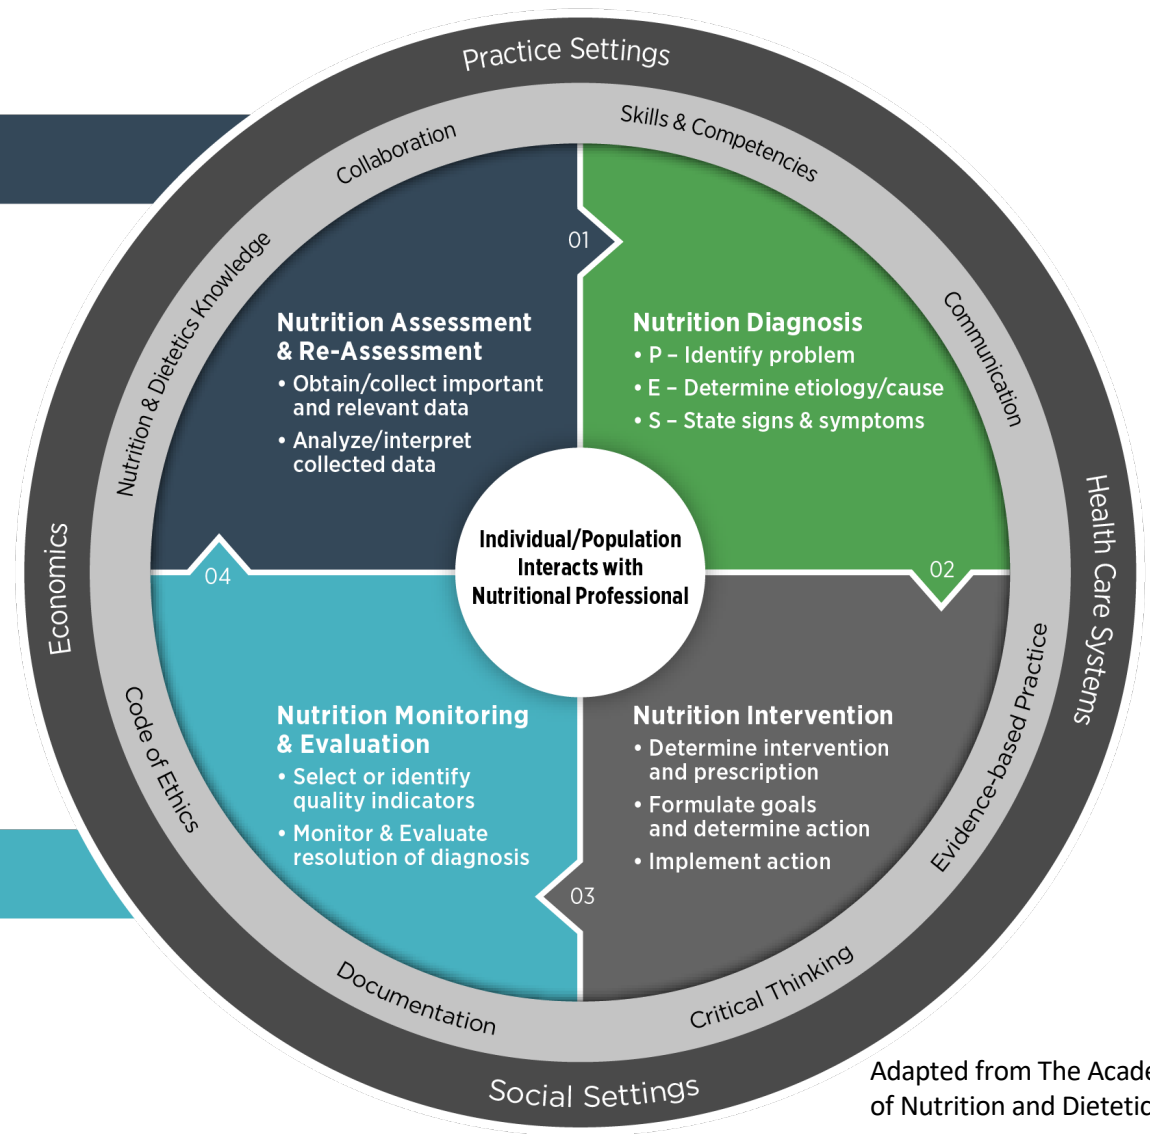 Practice Settings
Skills & Competencies
Collaboration
Nutrition & Dietetics Knowledge
Communication
Health Care Systems
Economics
01
Nutrition Assessment
& Re-Assessment
• Obtain/collect important
and relevant data
• Analyze/interpret
collected data
Nutrition Diagnosis
• P – Identify problem
• E – Determine etiology/cause
• S – State signs & symptoms
Individual/Population
Interacts with
Nutritional Professional
04
02
Nutrition Monitoring
& Evaluation
• Select or identify
quality indicators
• Monitor & Evaluate
resolution of diagnosis
Nutrition Intervention
• Determine intervention
and prescription
• Formulate goals
and determine action
• Implement action
03
Code of Ethics
Evidence-based Practice
Documentation
Critical Thinking
Social Settings
Adapted from The
of Nutrition and